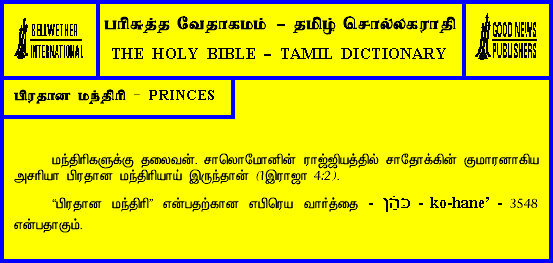 BELLWETHER
INTERNATIONAL
பரிசுத்த வேதாகமம் - தமிழ் சொல்லகராதி
THE HOLY BIBLE - TAMIL DICTIONARY
GOOD NEWS
PUBLISHERS
பிரதான மந்திரி - PRINCES
மந்திரிகளுக்கு தலைவன். சாலொமோனின் ராஜ்ஜியத்தில் சாதோக்கின் குமாரனாகிய
அசரியா பிரதான மந்திரியாய் இருந்தான் (1இராஜா 4:2).
“பிரதான மந்திரி” என்பதற்கான எபிரெய வார்த்தை - כֹּהֵן - ko-hane’ - 3548
என்பதாகும்.